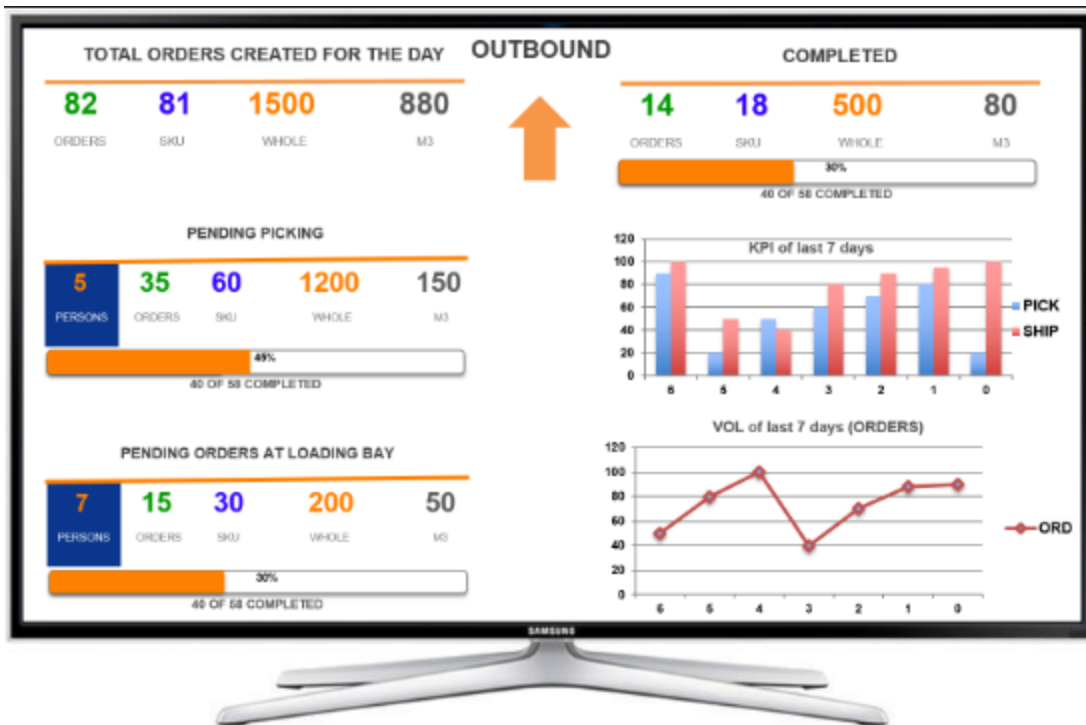 OUTBOUND
TOTAL ORDERS CREATED FOR THE DAY
82 81 1500 880
ORDERS SKU WHOLE M3
PENDING PICKING
5 35 60 1200 150
PERSONS ORDERS SKU WHOLE M3
45%
40 OF 58 COMPLETED
PENDING ORDERS AT LOADING BAY
7 15 30 200 50
PERSONS ORDERS SKU WHOLE M3
30%
40 OF 58 COMPLETED
COMPLETED
14 18 500 80
ORDERS SKU WHOLE M3
30%
40 OF 58 COMPLETED
KPI of last 7 days
120
100
80
60
40
20
0
6 5 4 3 2 1 0
PICK
SHIP
VOL of last 7 days (ORDERS)
120
100
80
60
40
20
0
6 5 4 3 2 1 0
ORD
SAMSUNG